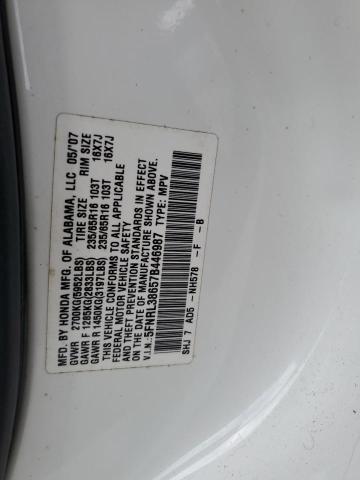 MFD. BY HONDA MFG. OF ALABAMA, LLC 05/'07
GVWR 2700KG(5952LBS) TIRE SIZE RIM SIZE
GAWR F 1285KG(2833LBS) 235/65R16 103T 16X7J
GAWR R 1450KG(3197LBS) 235/65R16 103T 16X7J
THIS VEHICLE CONFORMS TO ALL APPLICABLE
FEDERAL MOTOR VEHICLE SAFETY
AND THEFT PREVENTION STANDARDS IN EFFECT
ON THE DATE OF MANUFACTURE SHOWN ABOVE.
V.I.N.: 5FNRL38657B446987 TYPE: MPV
SHJ 7 AD5 - NH578 - F - B